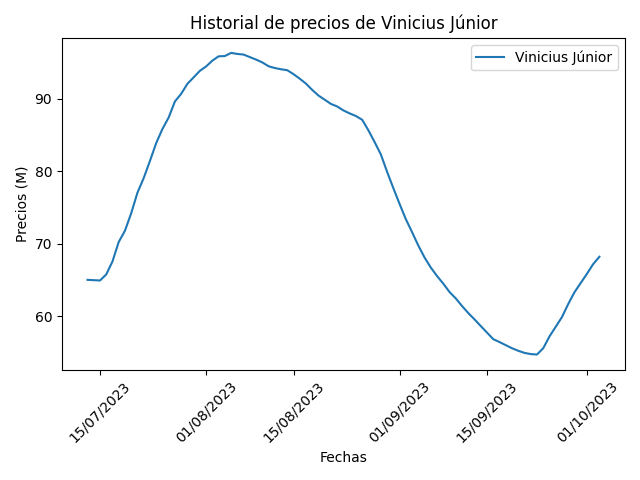 Historial de precios de Vinicius Júnior
Vinicius Júnior
Precios (M)
90
80
70
60
15/07/2023
01/08/2023
15/08/2023
01/09/2023
15/09/2023
01/10/2023
Fechas